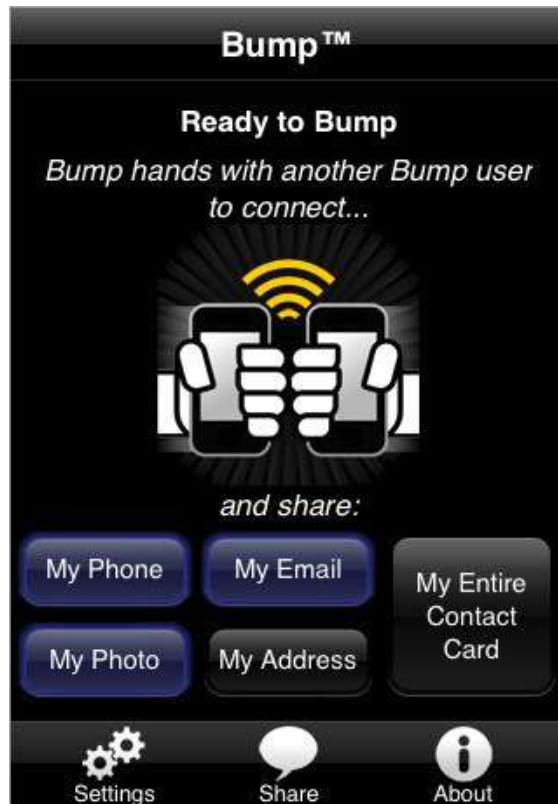 Bump™
Ready to Bump
Bump hands with another Bump user
to connect...
and share:
My Phone
My Email
My Entire
Contact
Card
My Photo
My Address
Settings
Share
About